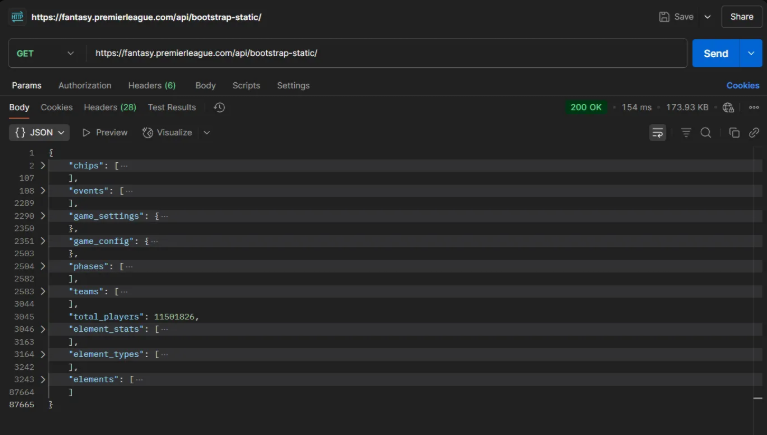 HTTP https://fantasy.premierleague.com/api/bootstrap-static/ Save Share
GET https://fantasy.premierleague.com/api/bootstrap-static/ Send
Params Authorization Headers (6) Body Scripts Settings Cookies
Body Cookies Headers (28) Test Results 200 OK • 154 ms • 173.93 KB
{} JSON Preview Visualize
1 {
2 "chips": [ ...
107 ],
108 "events": [ ...
2289 ],
2290 "game_settings": { ...
2350 },
2351 "game_config": { ...
2503 },
2504 "phases": [ ...
2582 ],
2583 "teams": [ ...
3044 ],
3045 "total_players": 11501826,
3046 "element_stats": [ ...
3163 ],
3164 "element_types": [ ...
3242 ],
3243 "elements": [ ...
87664 ]
87665 }